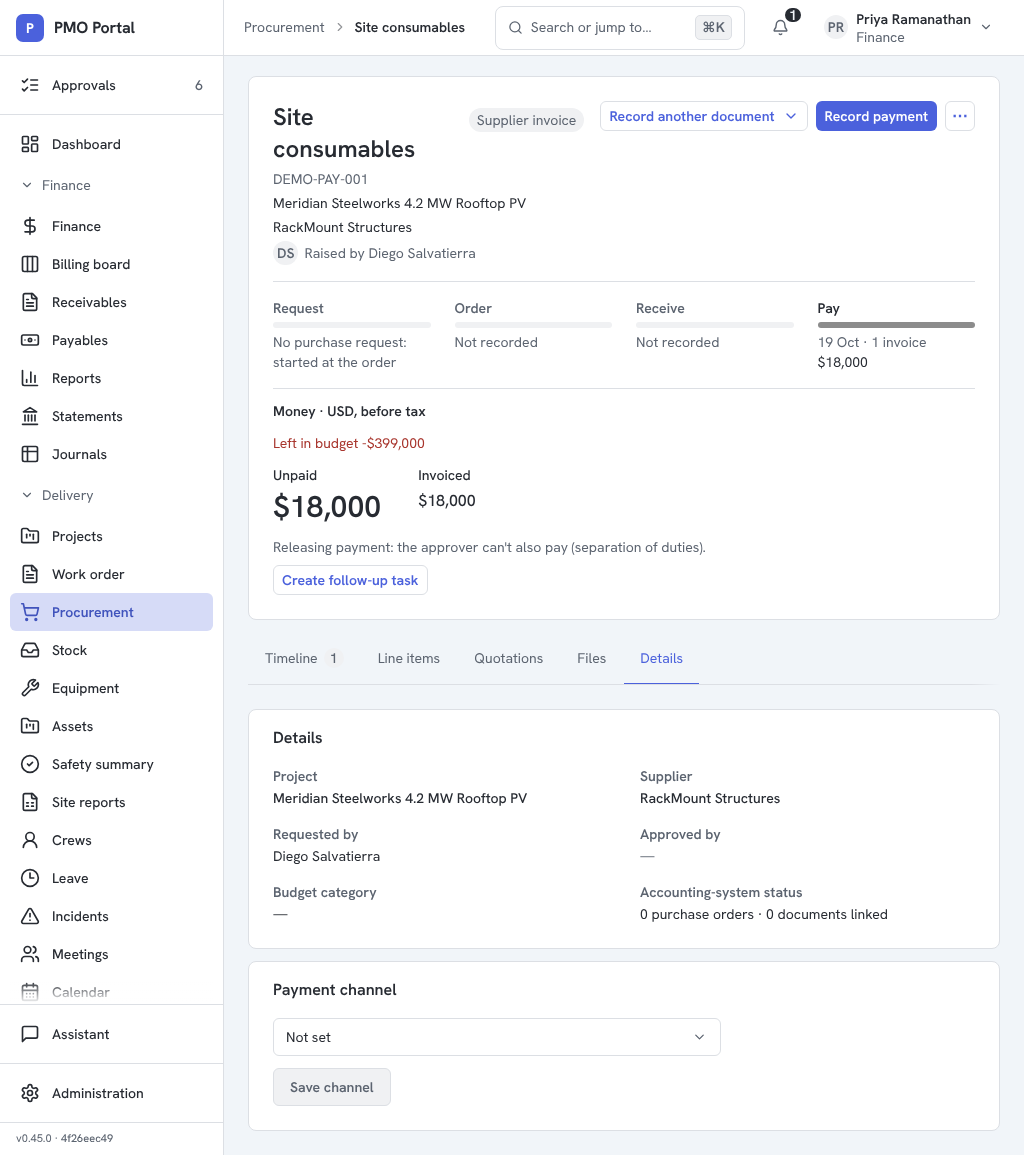 P PMO Portal
Procurement > Site consumables
Search or jump to... ⌘K
1
PR Priya Ramanathan
Finance
Approvals 6
Dashboard
Finance
Finance
Billing board
Receivables
Payables
Reports
Statements
Journals
Delivery
Projects
Work order
Procurement
Stock
Equipment
Assets
Safety summary
Site reports
Crews
Leave
Incidents
Meetings
Calendar
Assistant
Administration
v0.45.0 · 4f26eec49
Site consumables
Supplier invoice
Record another document
Record payment
DEMO-PAY-001
Meridian Steelworks 4.2 MW Rooftop PV
RackMount Structures
DS Raised by Diego Salvatierra
Request
No purchase request:
started at the order
Order
Not recorded
Receive
Not recorded
Pay
19 Oct · 1 invoice
$18,000
Money · USD, before tax
Left in budget -$399,000
Unpaid
$18,000
Invoiced
$18,000
Releasing payment: the approver can't also pay (separation of duties).
Create follow-up task
Timeline 1
Line items
Quotations
Files
Details
Details
Project
Meridian Steelworks 4.2 MW Rooftop PV
Supplier
RackMount Structures
Requested by
Diego Salvatierra
Approved by
—
Budget category
—
Accounting-system status
0 purchase orders · 0 documents linked
Payment channel
Not set
Save channel